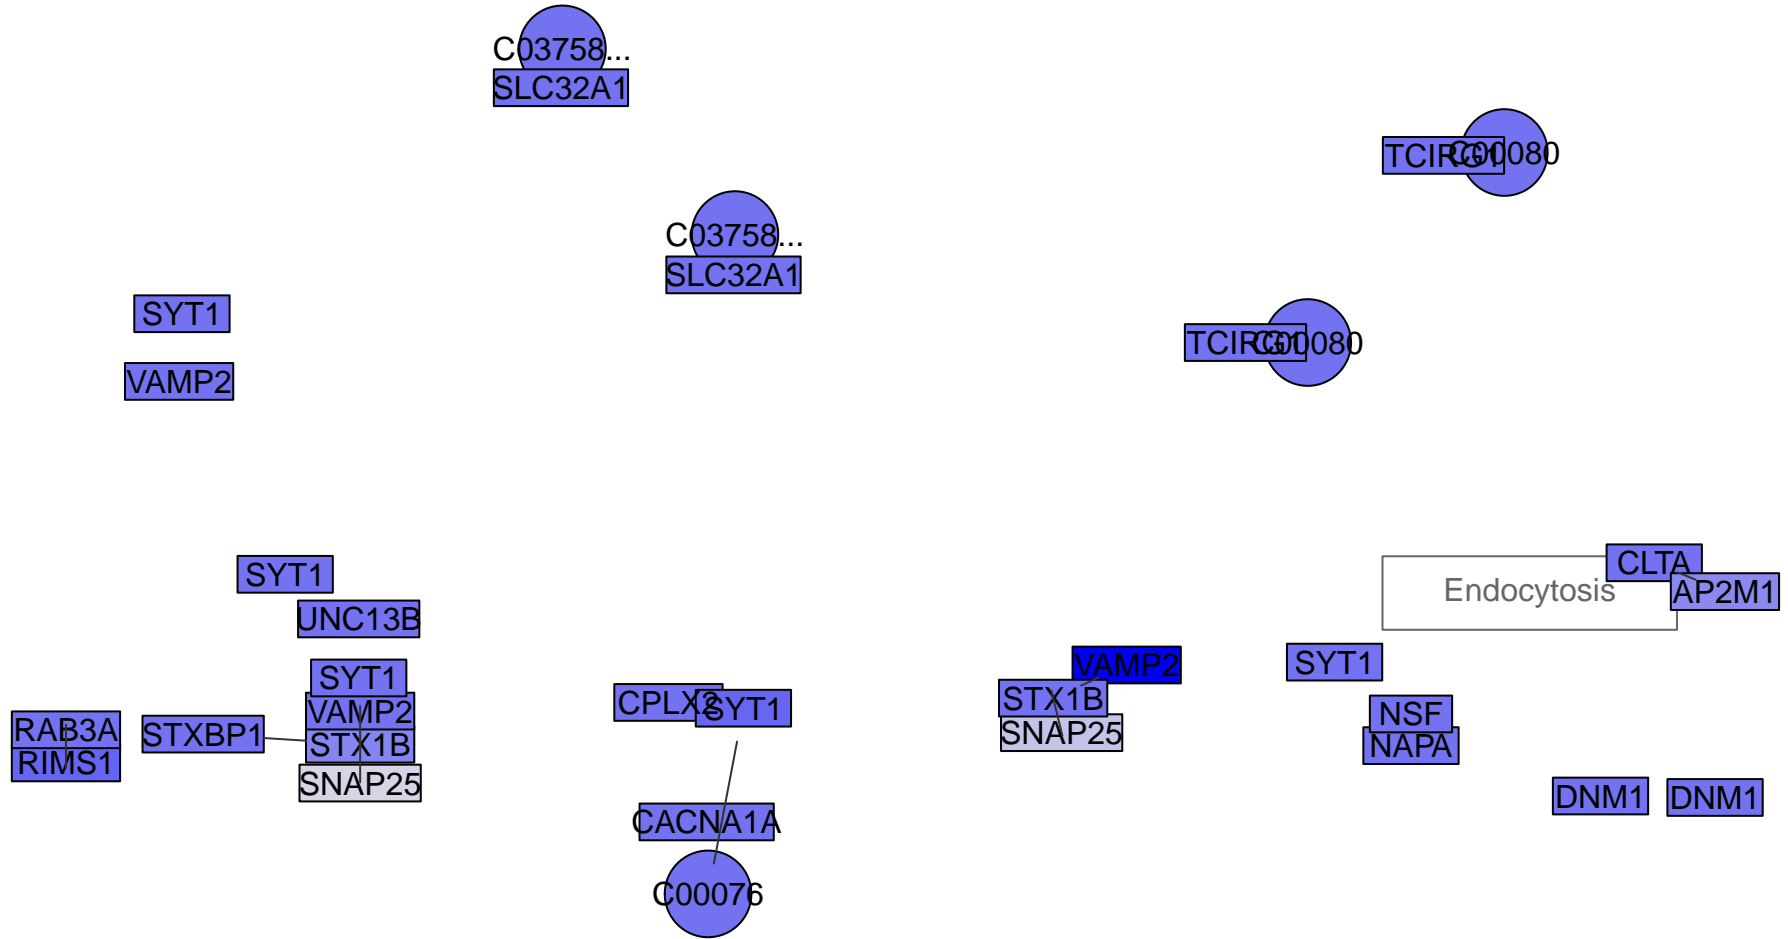 C03758...
SLC32A1
TCIRG1
C00080
C03758...
SLC32A1
SYT1
TCIRG1
C00080
VAMP2
SYT1
CLTA
Endocytosis
AP2M1
UNC13B
SYT1
VAMP2
SYT1
CPLX2
SYT1
STX1B
VAMP2
NSF
RAB3A
STXBP1
STX1B
SNAP25
NAPA
RIMS1
SNAP25
DNM1
DNM1
CACNA1A
C00076